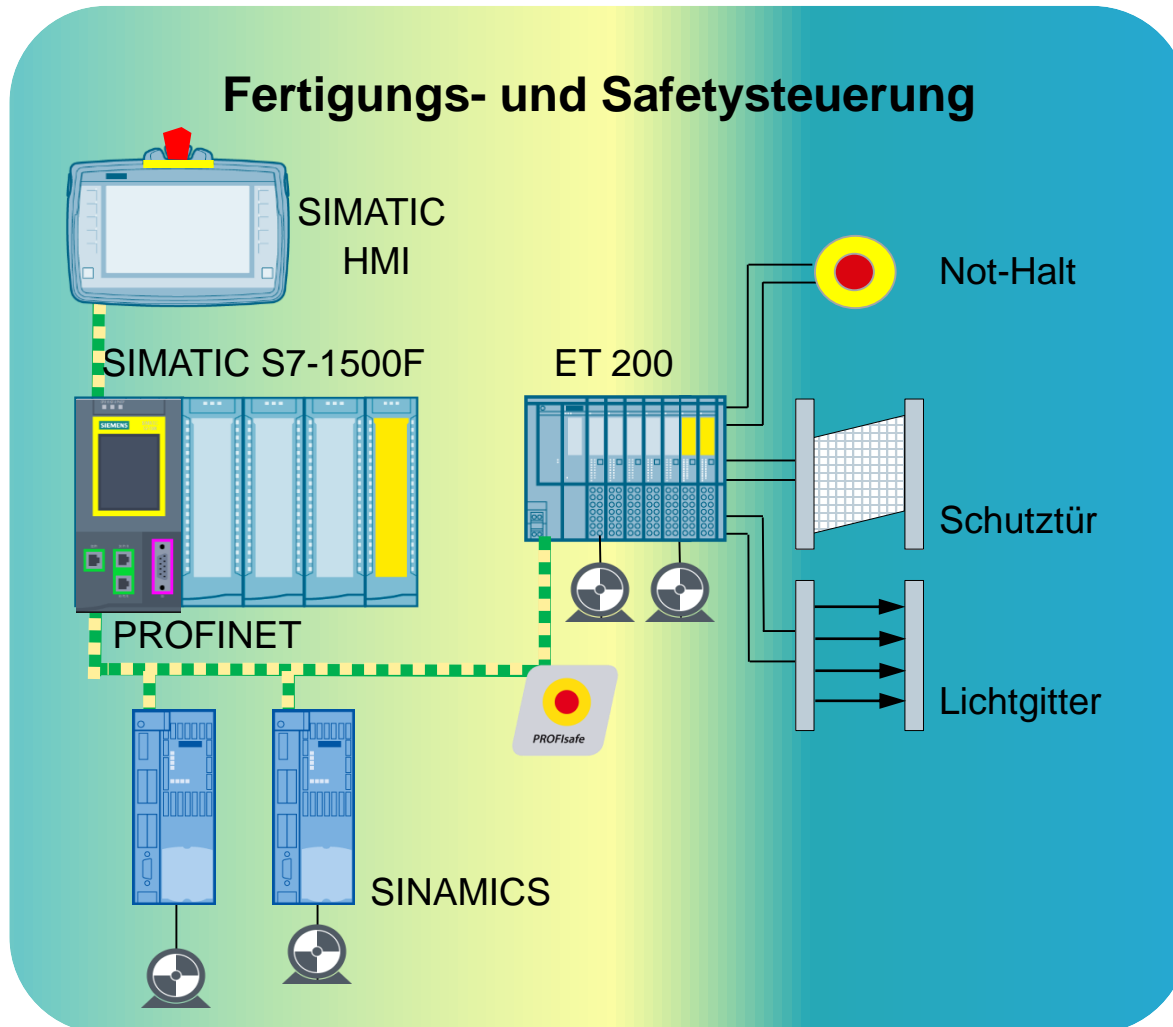 Fertigungs- und Safetysteuerung
SIMATIC
HMI
Not-Halt
SIMATIC S7-1500F
ET 200
SIEMENS
Schutztür
PROFINET
PROFIsafe
Lichtgitter
SINAMICS